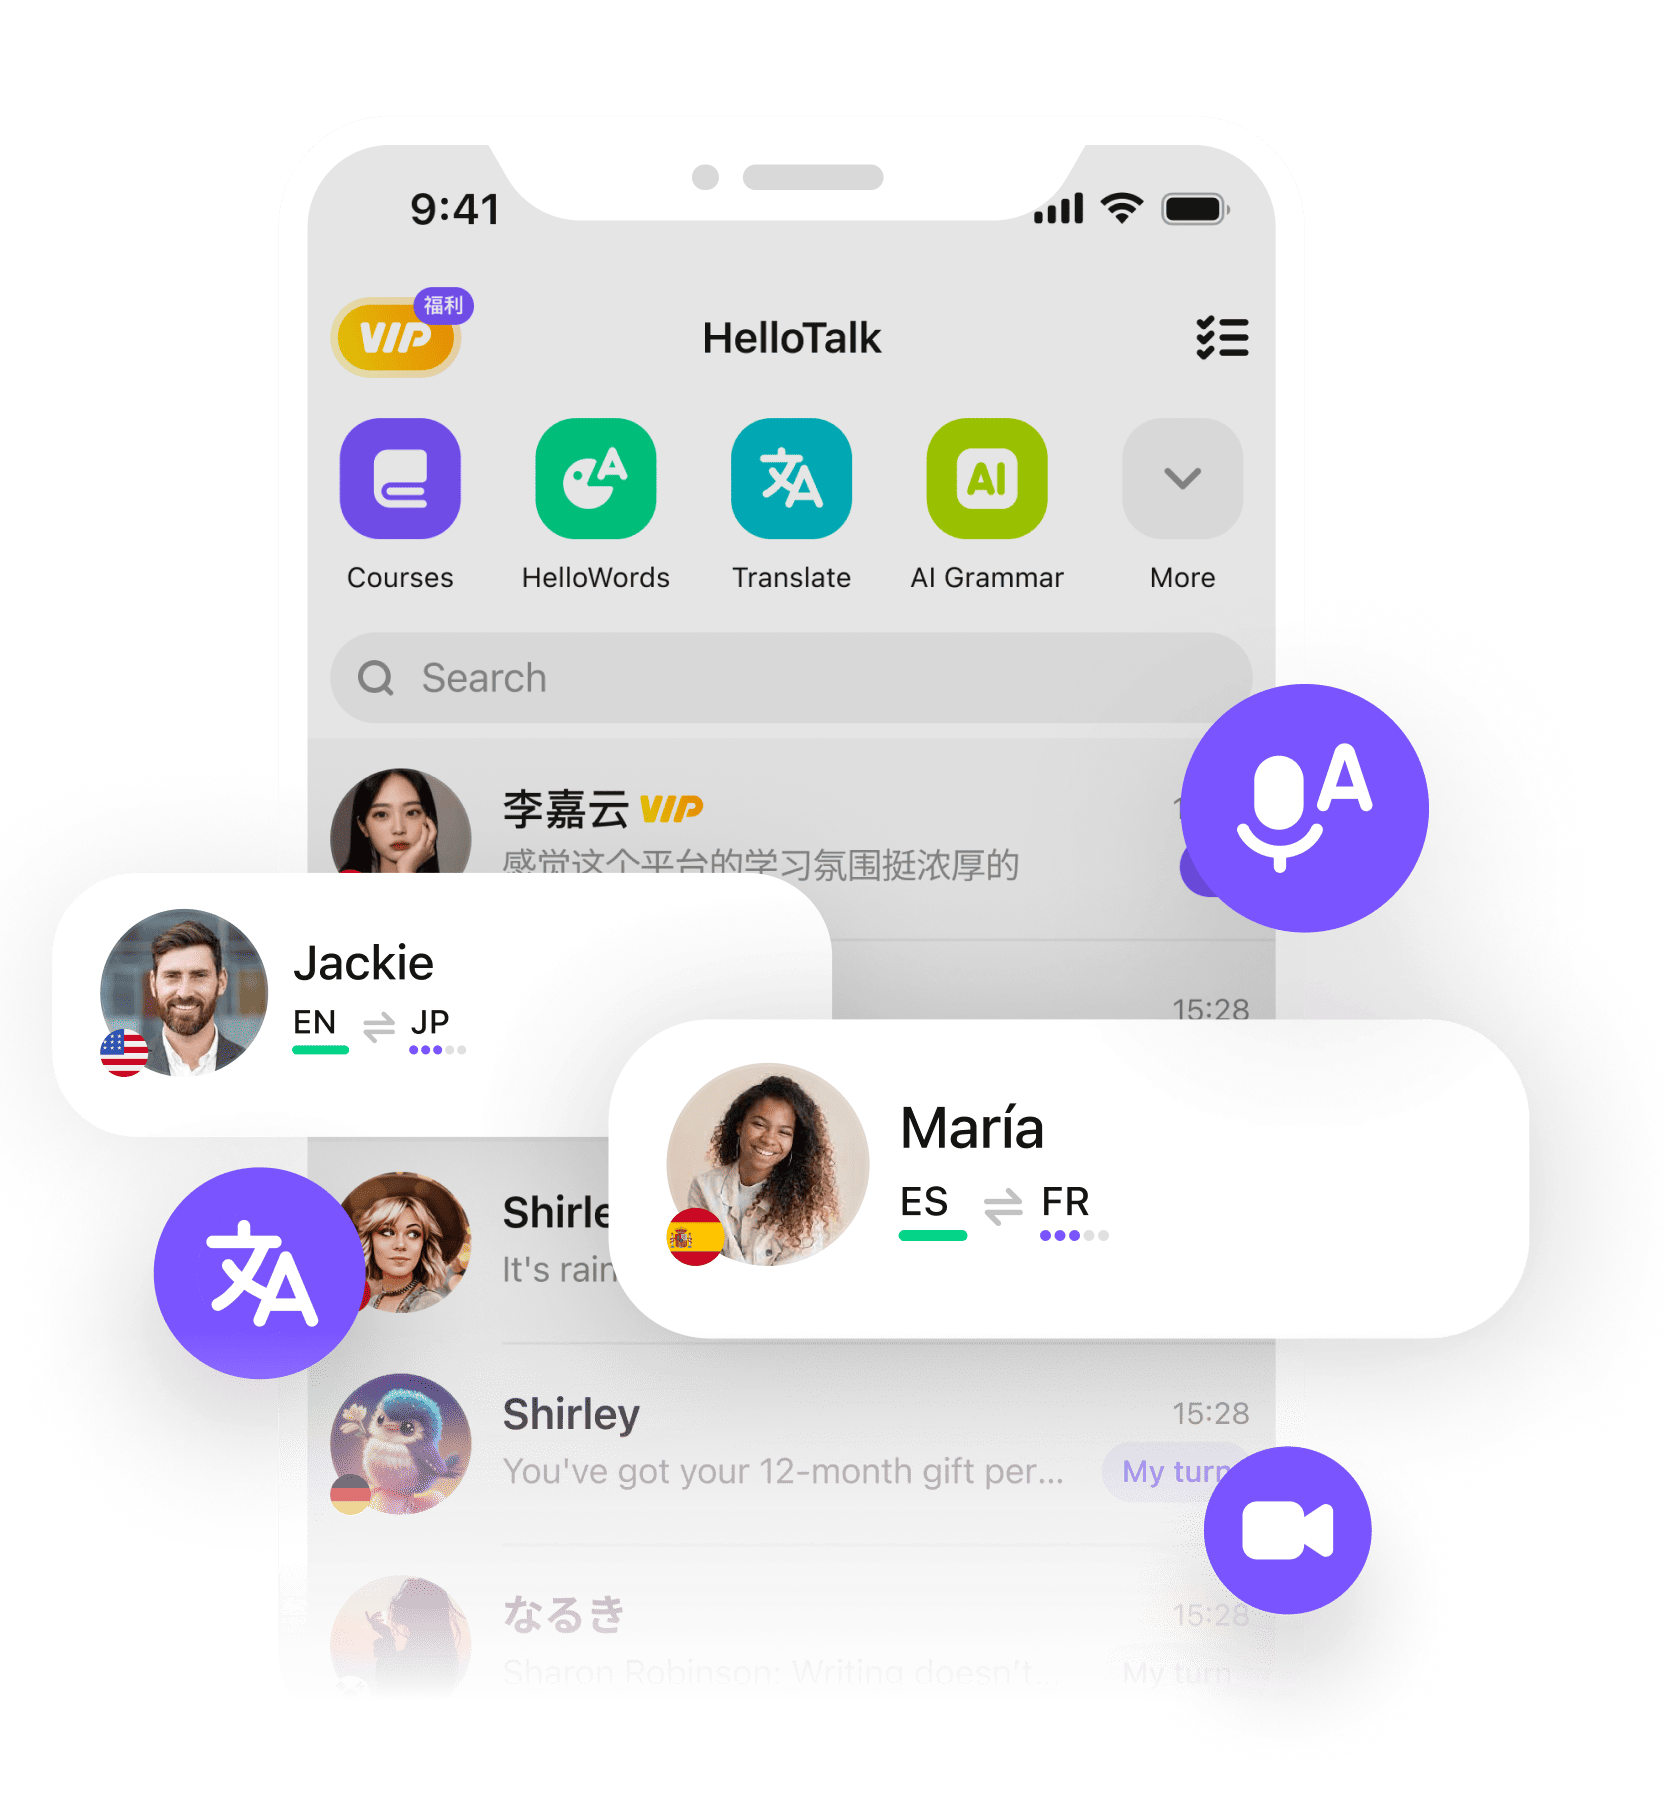 9:41
福利
VIP
HelloTalk
AI
Courses
HelloWords
Translate
AI Grammar
More
Search
李嘉云 VIP
感觉这个平台的学习氛围挺浓厚的
A
Jackie
EN JP
15:28
María
ES FR
文A
It's
Shirley
15:28
You've got your 12-month gift per...
My turn
なるき
15:28
Sharon Robinson: Writing doesn't...
My turn